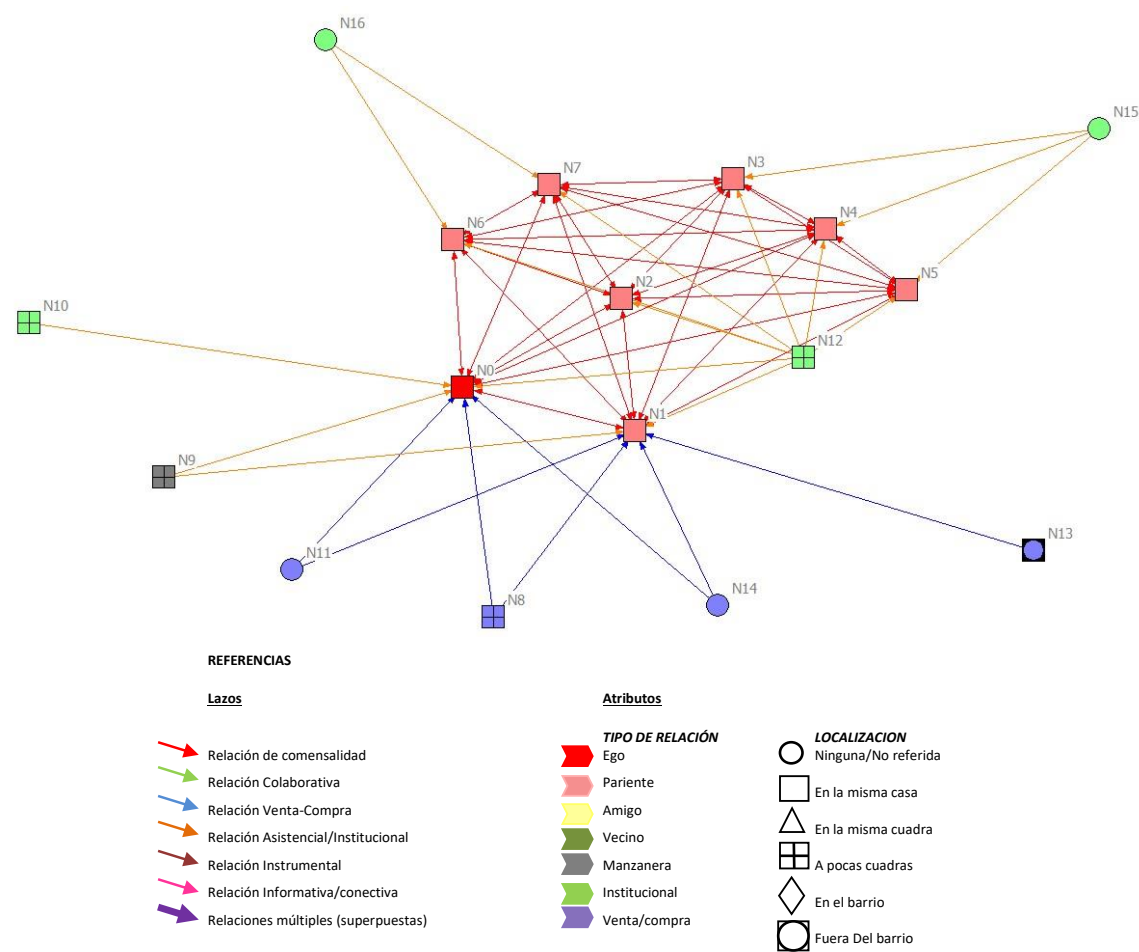 N16
N15
N7
N3
N6
N4
N2
N5
N10
N12
N0
N1
N9
N11
N13
N8
N14
REFERENCIAS
Lazos
Relación de comensalidad
Relación Colaborativa
Relación Venta-Compra
Relación Asistencial/Institucional
Relación Instrumental
Relación Informativa/conectiva
Relaciones múltiples (superpuestas)
Atributos
TIPO DE RELACIÓN
Ego
Pariente
Amigo
Vecino
Manzanera
Institucional
Venta/compra
LOCALIZACION
Ninguna/No referida
En la misma casa
En la misma cuadra
A pocas cuadras
En el barrio
Fuera Del barrio